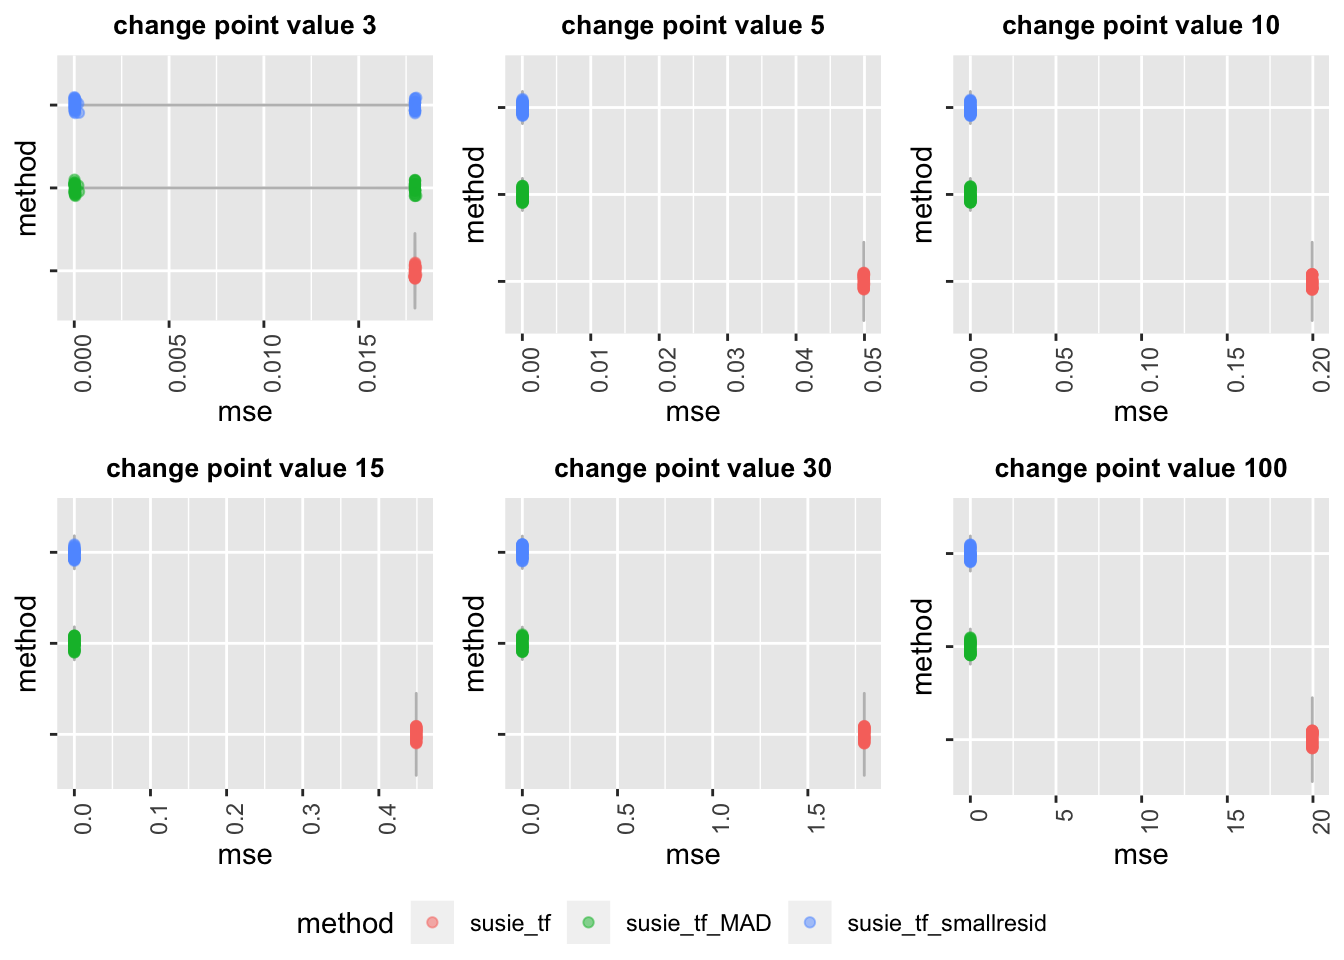 change point value 3
change point value 5
change point value 10
method
method
method
0.000
0.005
0.010
0.015
0.00
0.01
0.02
0.03
0.04
0.05
0.00
0.05
0.10
0.15
0.20
mse
mse
mse
change point value 15
change point value 30
change point value 100
method
method
method
0.0
0.1
0.2
0.3
0.4
0.0
0.5
1.0
1.5
0
5
10
15
20
mse
mse
mse
method susie_tf susie_tf_MAD susie_tf_smallresid